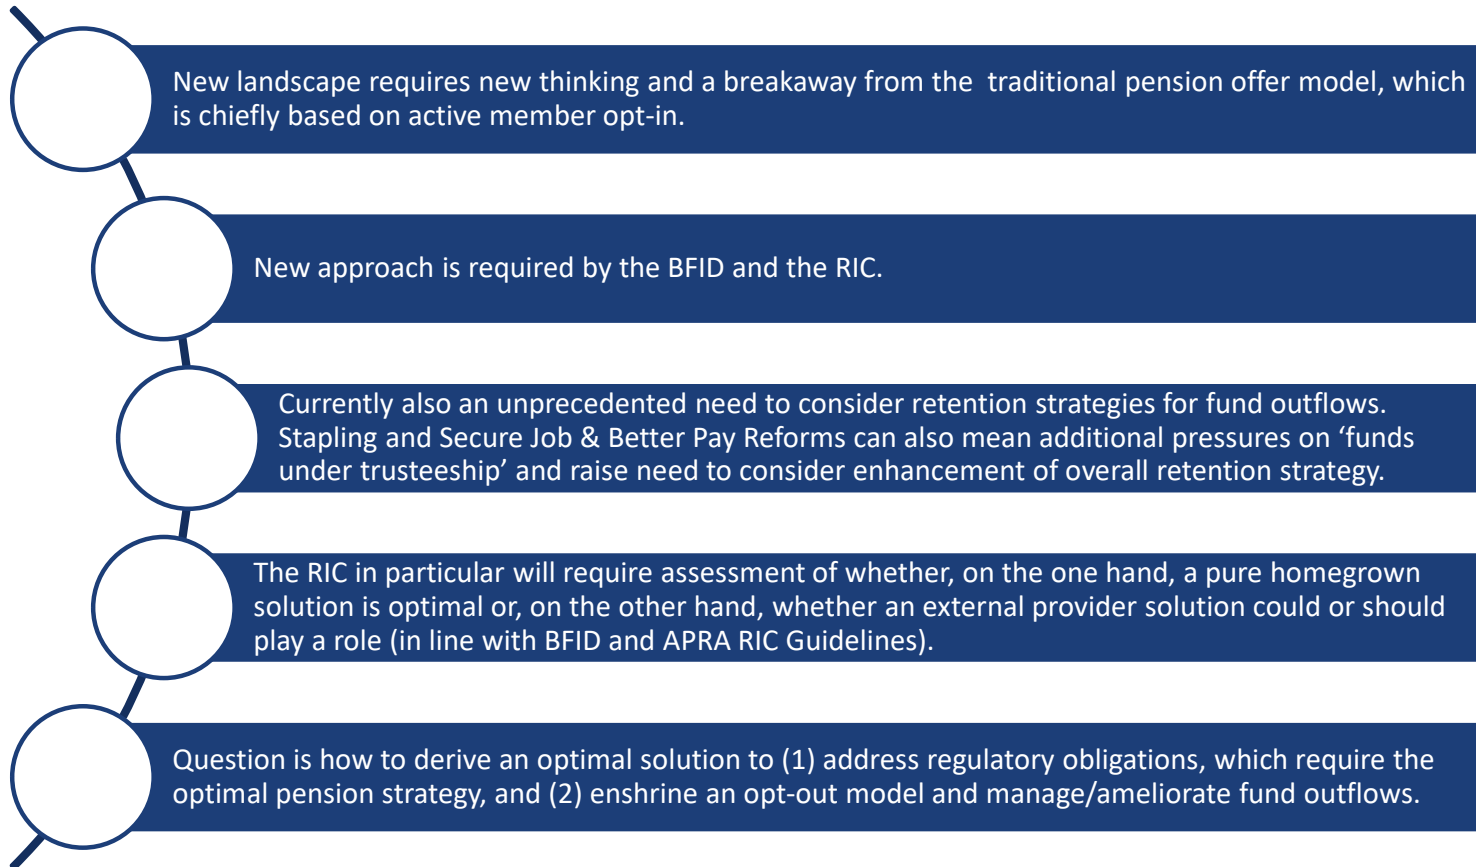 New landscape requires new thinking and a breakaway from the  traditional pension offer model, which
is chiefly based on active member opt-in.
New approach is required by the BFID and the RIC.
Currently also an unprecedented need to consider retention strategies for fund outflows.
Stapling and Secure Job & Better Pay Reforms can also mean additional pressures on ‘funds
under trusteeship’ and raise need to consider enhancement of overall retention strategy.
The RIC in particular will require assessment of whether, on the one hand, a pure homegrown
solution is optimal or, on the other hand, whether an external provider solution could or should
play a role (in line with BFID and APRA RIC Guidelines).
Question is how to derive an optimal solution to (1) address regulatory obligations, which require the
optimal pension strategy, and (2) enshrine an opt-out model and manage/ameliorate fund outflows.